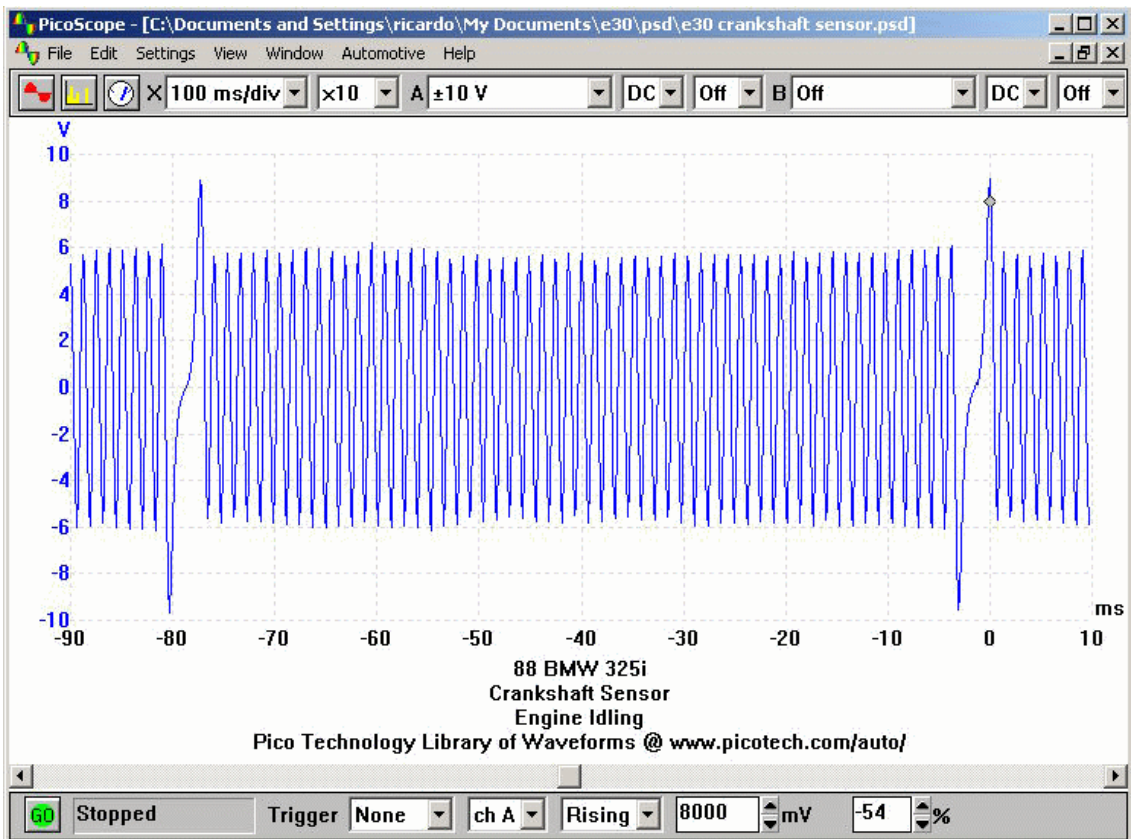 PicoScope - [C:\Documents and Settings\ricardo\My Documents\e30\psd\e30 crankshaft sensor.psd]
File Edit Settings View Window Automotive Help
X 100 ms/div x10 A ±10 V DC Off B Off DC Off
V
10
8
6
4
2
0
-2
-4
-6
-8
-10
ms
-90 -80 -70 -60 -50 -40 -30 -20 -10 0 10
88 BMW 325i
Crankshaft Sensor
Engine Idling
Pico Technology Library of Waveforms @ www.picotech.com/auto/
GO Stopped Trigger None ch A Rising 8000 mV -54 %